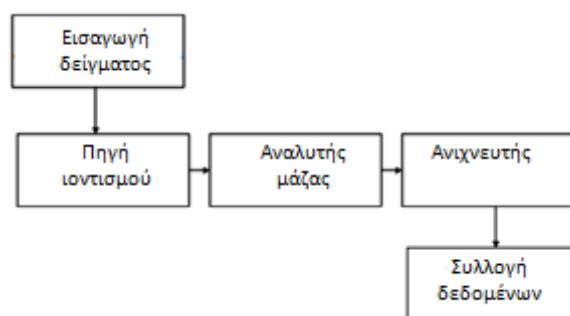 Εισαγωγή
δείγματος
Πηγή
ιοντισμού
Αναλυτής
μάζας
Ανιχνευτής
Συλλογή
δεδομένων